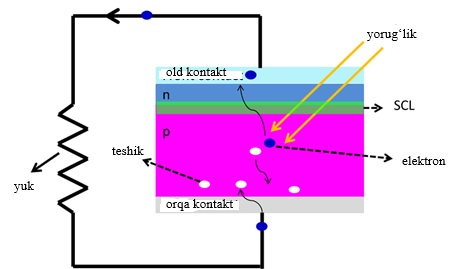 yorug‘lik
old kontakt
n
SCL
p
teshik
elektron
yuk
orqa kontakt